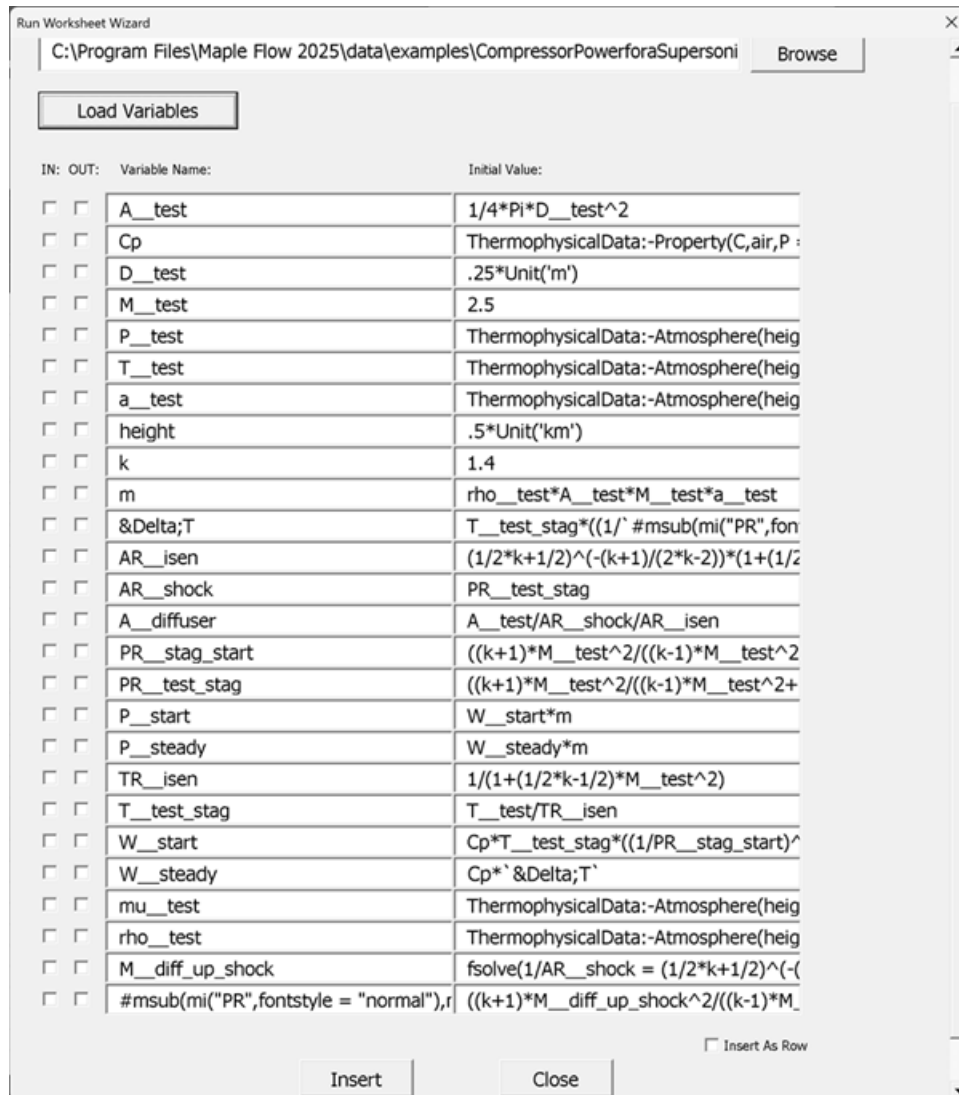 Run Worksheet Wizard
C:\Program Files\Maple Flow 2025\data\examples\CompressorPowerforaSupersoni
Browse
Load Variables
IN: OUT: Variable Name: Initial Value:
A__test 1/4*Pi*D__test^2
Cp ThermophysicalData:-Property(C,air,P =
D__test .25*Unit('m')
M__test 2.5
P__test ThermophysicalData:-Atmosphere(heig
T__test ThermophysicalData:-Atmosphere(heig
a__test ThermophysicalData:-Atmosphere(heig
height .5*Unit('km')
k 1.4
m rho__test*A__test*M__test*a__test
&Delta;T T__test_stag*((1/`#msub(mi("PR",fon
AR__isen (1/2*k+1/2)^(-(k+1)/(2*k-2))*(1+(1/2
AR__shock PR__test_stag
A__diffuser A__test/AR__shock/AR__isen
PR__stag_start ((k+1)*M__test^2/((k-1)*M__test^2
PR__test_stag ((k+1)*M__test^2/((k-1)*M__test^2+
P__start W__start*m
P__steady W__steady*m
TR__isen 1/(1+(1/2*k-1/2)*M__test^2)
T__test_stag T__test/TR__isen
W__start Cp*T__test_stag*((1/PR__stag_start)^
W__steady Cp*`&Delta;T`
mu__test ThermophysicalData:-Atmosphere(heig
rho__test ThermophysicalData:-Atmosphere(heig
M__diff_up_shock fsolve(1/AR__shock = (1/2*k+1/2)^(-(
#msub(mi("PR",fontstyle = "normal"),r ((k+1)*M__diff_up_shock^2/((k-1)*M_
Insert As Row
Insert Close